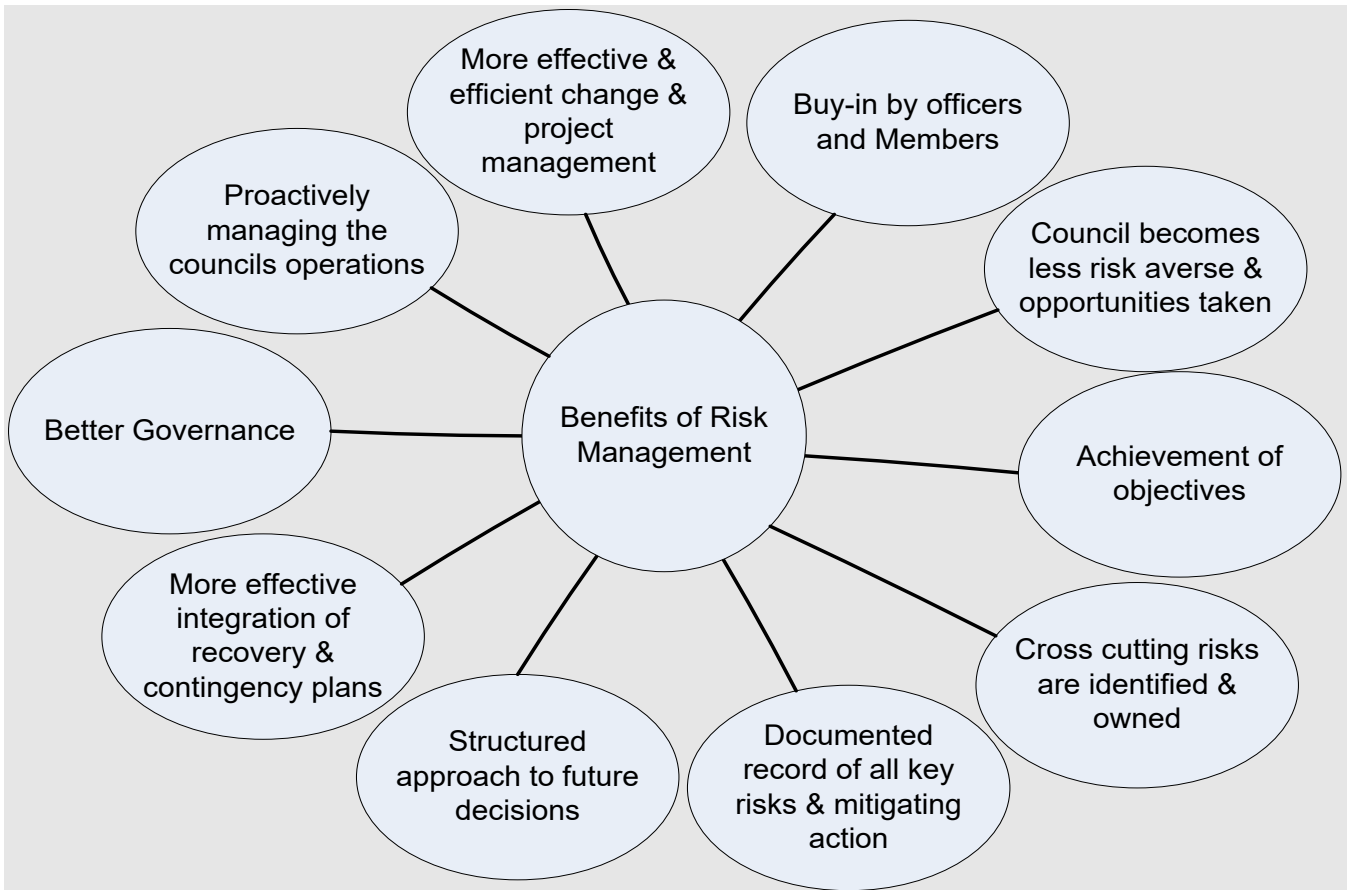 More effective &
efficient change &
project
management
Buy-in by officers
and Members
Proactively
managing the
councils operations
Council becomes
less risk averse &
opportunities taken
Better Governance
Benefits of Risk
Management
Achievement of
objectives
More effective
integration of
recovery &
contingency plans
Cross cutting risks
are identified &
owned
Structured
approach to future
decisions
Documented
record of all key
risks & mitigating
action